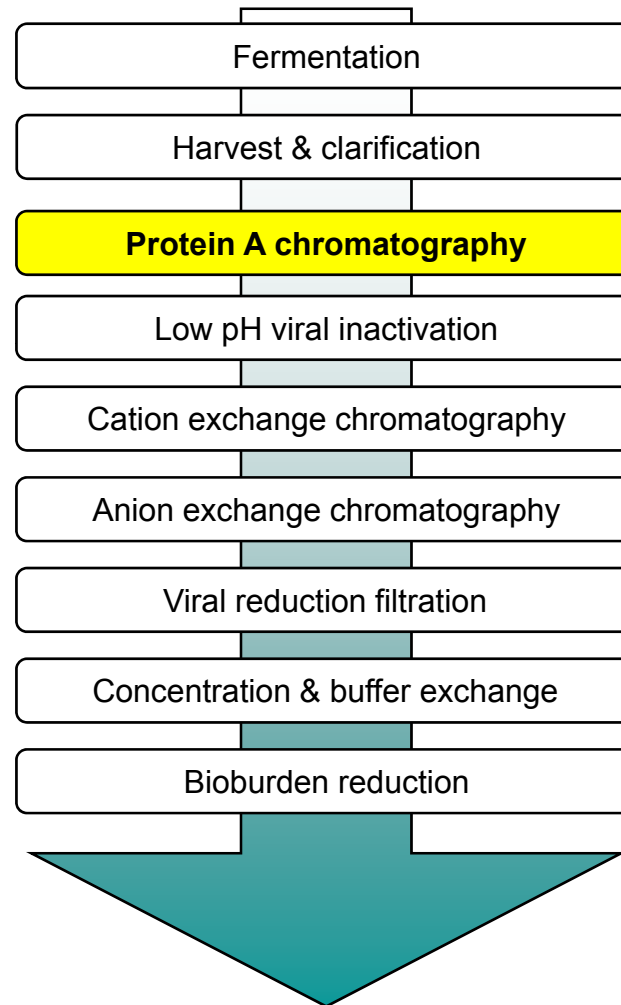 Fermentation
Harvest & clarification
Protein A chromatography
Low pH viral inactivation
Cation exchange chromatography
Anion exchange chromatography
Viral reduction filtration
Concentration & buffer exchange
Bioburden reduction